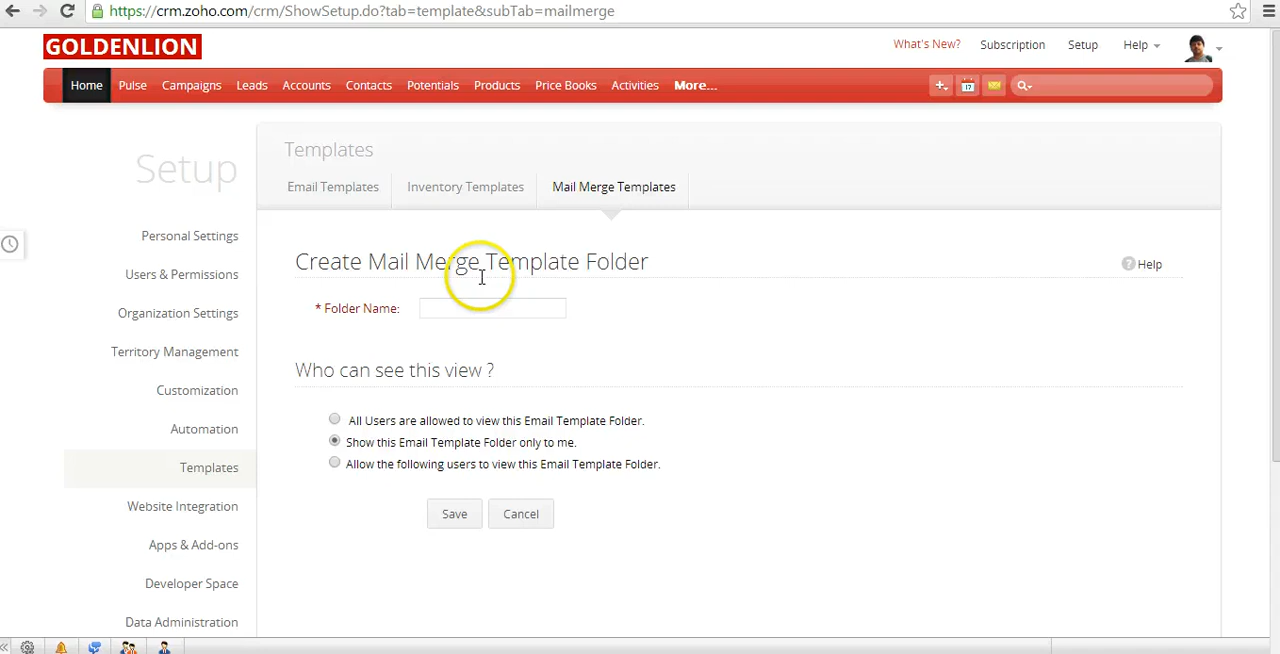 https://crm.zoho.com/crm/ShowSetup.do?tab=template&subTab=mailmerge
GOLDENLION
What's New? Subscription Setup Help
Home Pulse Campaigns Leads Accounts Contacts Potentials Products Price Books Activities More...
17
Templates
Setup
Email Templates Inventory Templates Mail Merge Templates
Personal Settings
Users & Permissions
Organization Settings
Territory Management
Customization
Automation
Templates
Website Integration
Apps & Add-ons
Developer Space
Data Administration
Create Mail Merge Template Folder
? Help
* Folder Name:
Who can see this view ?
All Users are allowed to view this Email Template Folder.
Show this Email Template Folder only to me.
Allow the following users to view this Email Template Folder.
Save Cancel